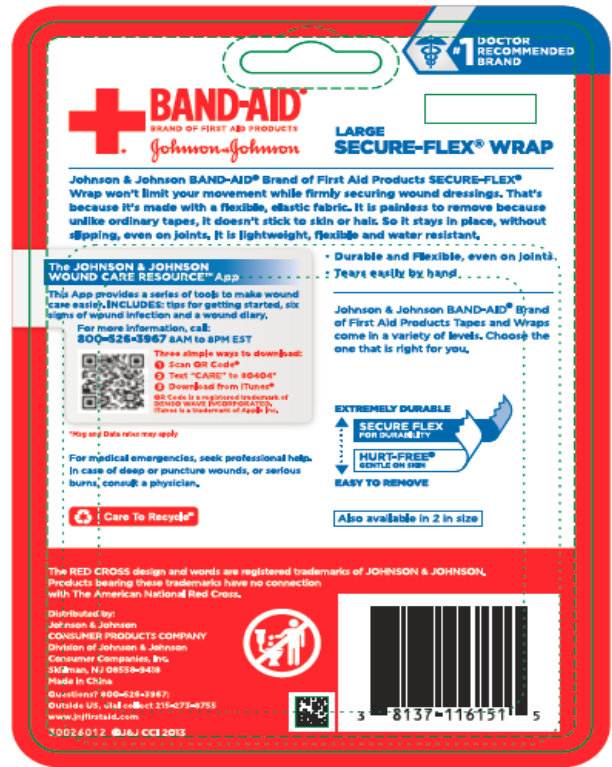 #1 DOCTOR
RECOMMENDED
BRAND
BAND-AID®
BRAND OF FIRST AID PRODUCTS
Johnson & Johnson
LARGE
SECURE-FLEX® WRAP
Johnson & Johnson BAND-AID® Brand of First Aid Products SECURE-FLEX®
Wrap won't limit your movement while firmly securing wound dressings. That's
because it's made with a flexible, elastic fabric. It is painless to remove because
unlike ordinary tapes, it doesn't stick to skin or hair. So it stays in place, without
slipping, even on joints. It is lightweight, flexible and water resistant.
The JOHNSON & JOHNSON
WOUND CARE RESOURCE™ App
This App provides a series of tools to make wound
care easier. INCLUDES: tips for getting started, six
signs of wound infection and a wound diary.
For more information, call:
800-526-3967 8AM to 8PM EST
Three simple ways to download:
1 Scan QR Code®
2 Text "CARE" to 80404*
3 Download from iTunes®
QR Code is a registered trademark of
DENSO WAVE INCORPORATED.
iTunes is a trademark of Apple Inc.
*Msg and Data rates may apply
For medical emergencies, seek professional help.
In case of deep or puncture wounds, or serious
burns, consult a physician.
Care To Recycle™
• Durable and Flexible, even on joints
• Tears easily by hand
Johnson & Johnson BAND-AID® Brand
of First Aid Products Tapes and Wraps
come in a variety of levels. Choose the
one that is right for you.
EXTREMELY DURABLE
SECURE FLEX
FOR DURABILITY
HURT-FREE®
GENTLE ON SKIN
EASY TO REMOVE
Also available in 2 in size
The RED CROSS design and words are registered trademarks of JOHNSON & JOHNSON.
Products bearing these trademarks have no connection
with The American National Red Cross.
Distributed by:
Johnson & Johnson
CONSUMER PRODUCTS COMPANY
Division of Johnson & Johnson
Consumer Companies, Inc.
Skillman, NJ 08558-9418
Made in China
Questions? 800-526-3967;
Outside US, dial collect 215-273-8755
www.jnjfirstaid.com
30026012 ©J&J CCI 2013
3 8137-116151 5